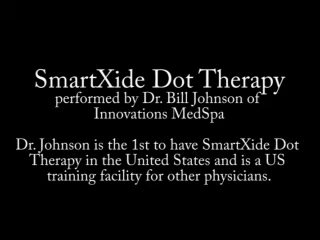 SmartXide Dot Therapy
performed by Dr. Bill Johnson of
Innovations MedSpa
Dr. Johnson is the 1st to have SmartXide Dot
Therapy in the United States and is a US
training facility for other physicians.